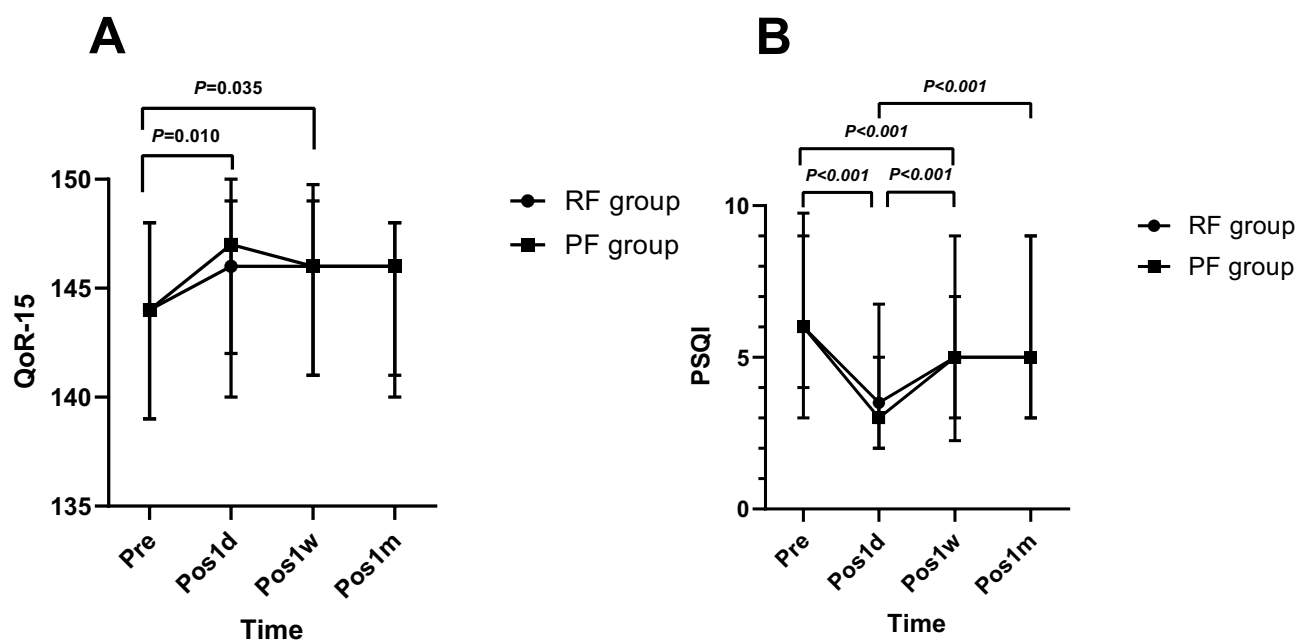 A
P=0.035
P=0.010
150
145
140
135
QoR-15
Pre
Pos1d
Pos1w
Pos1m
Time
RF group
PF group
B
P<0.001
P<0.001
P<0.001
P<0.001
10
5
0
PSQI
Pre
Pos1d
Pos1w
Pos1m
Time
RF group
PF group